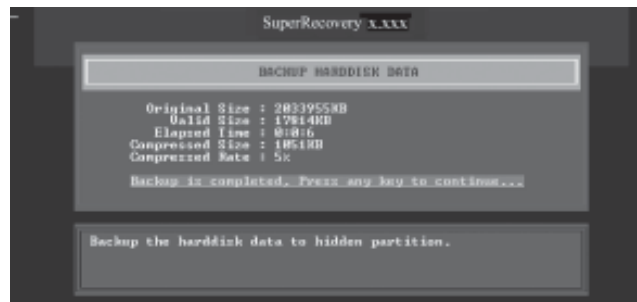 SuperRecovery x.xxx
BACKUP HARDDISK DATA
Original Size : 2033955KB
Valid Size : 17814KB
Elapsed Time : 0:0:6
Compressed Size : 1051KB
Compressed Rate : 5%
Backup is completed. Press any key to continue...
Backup the harddisk data to hidden partition.